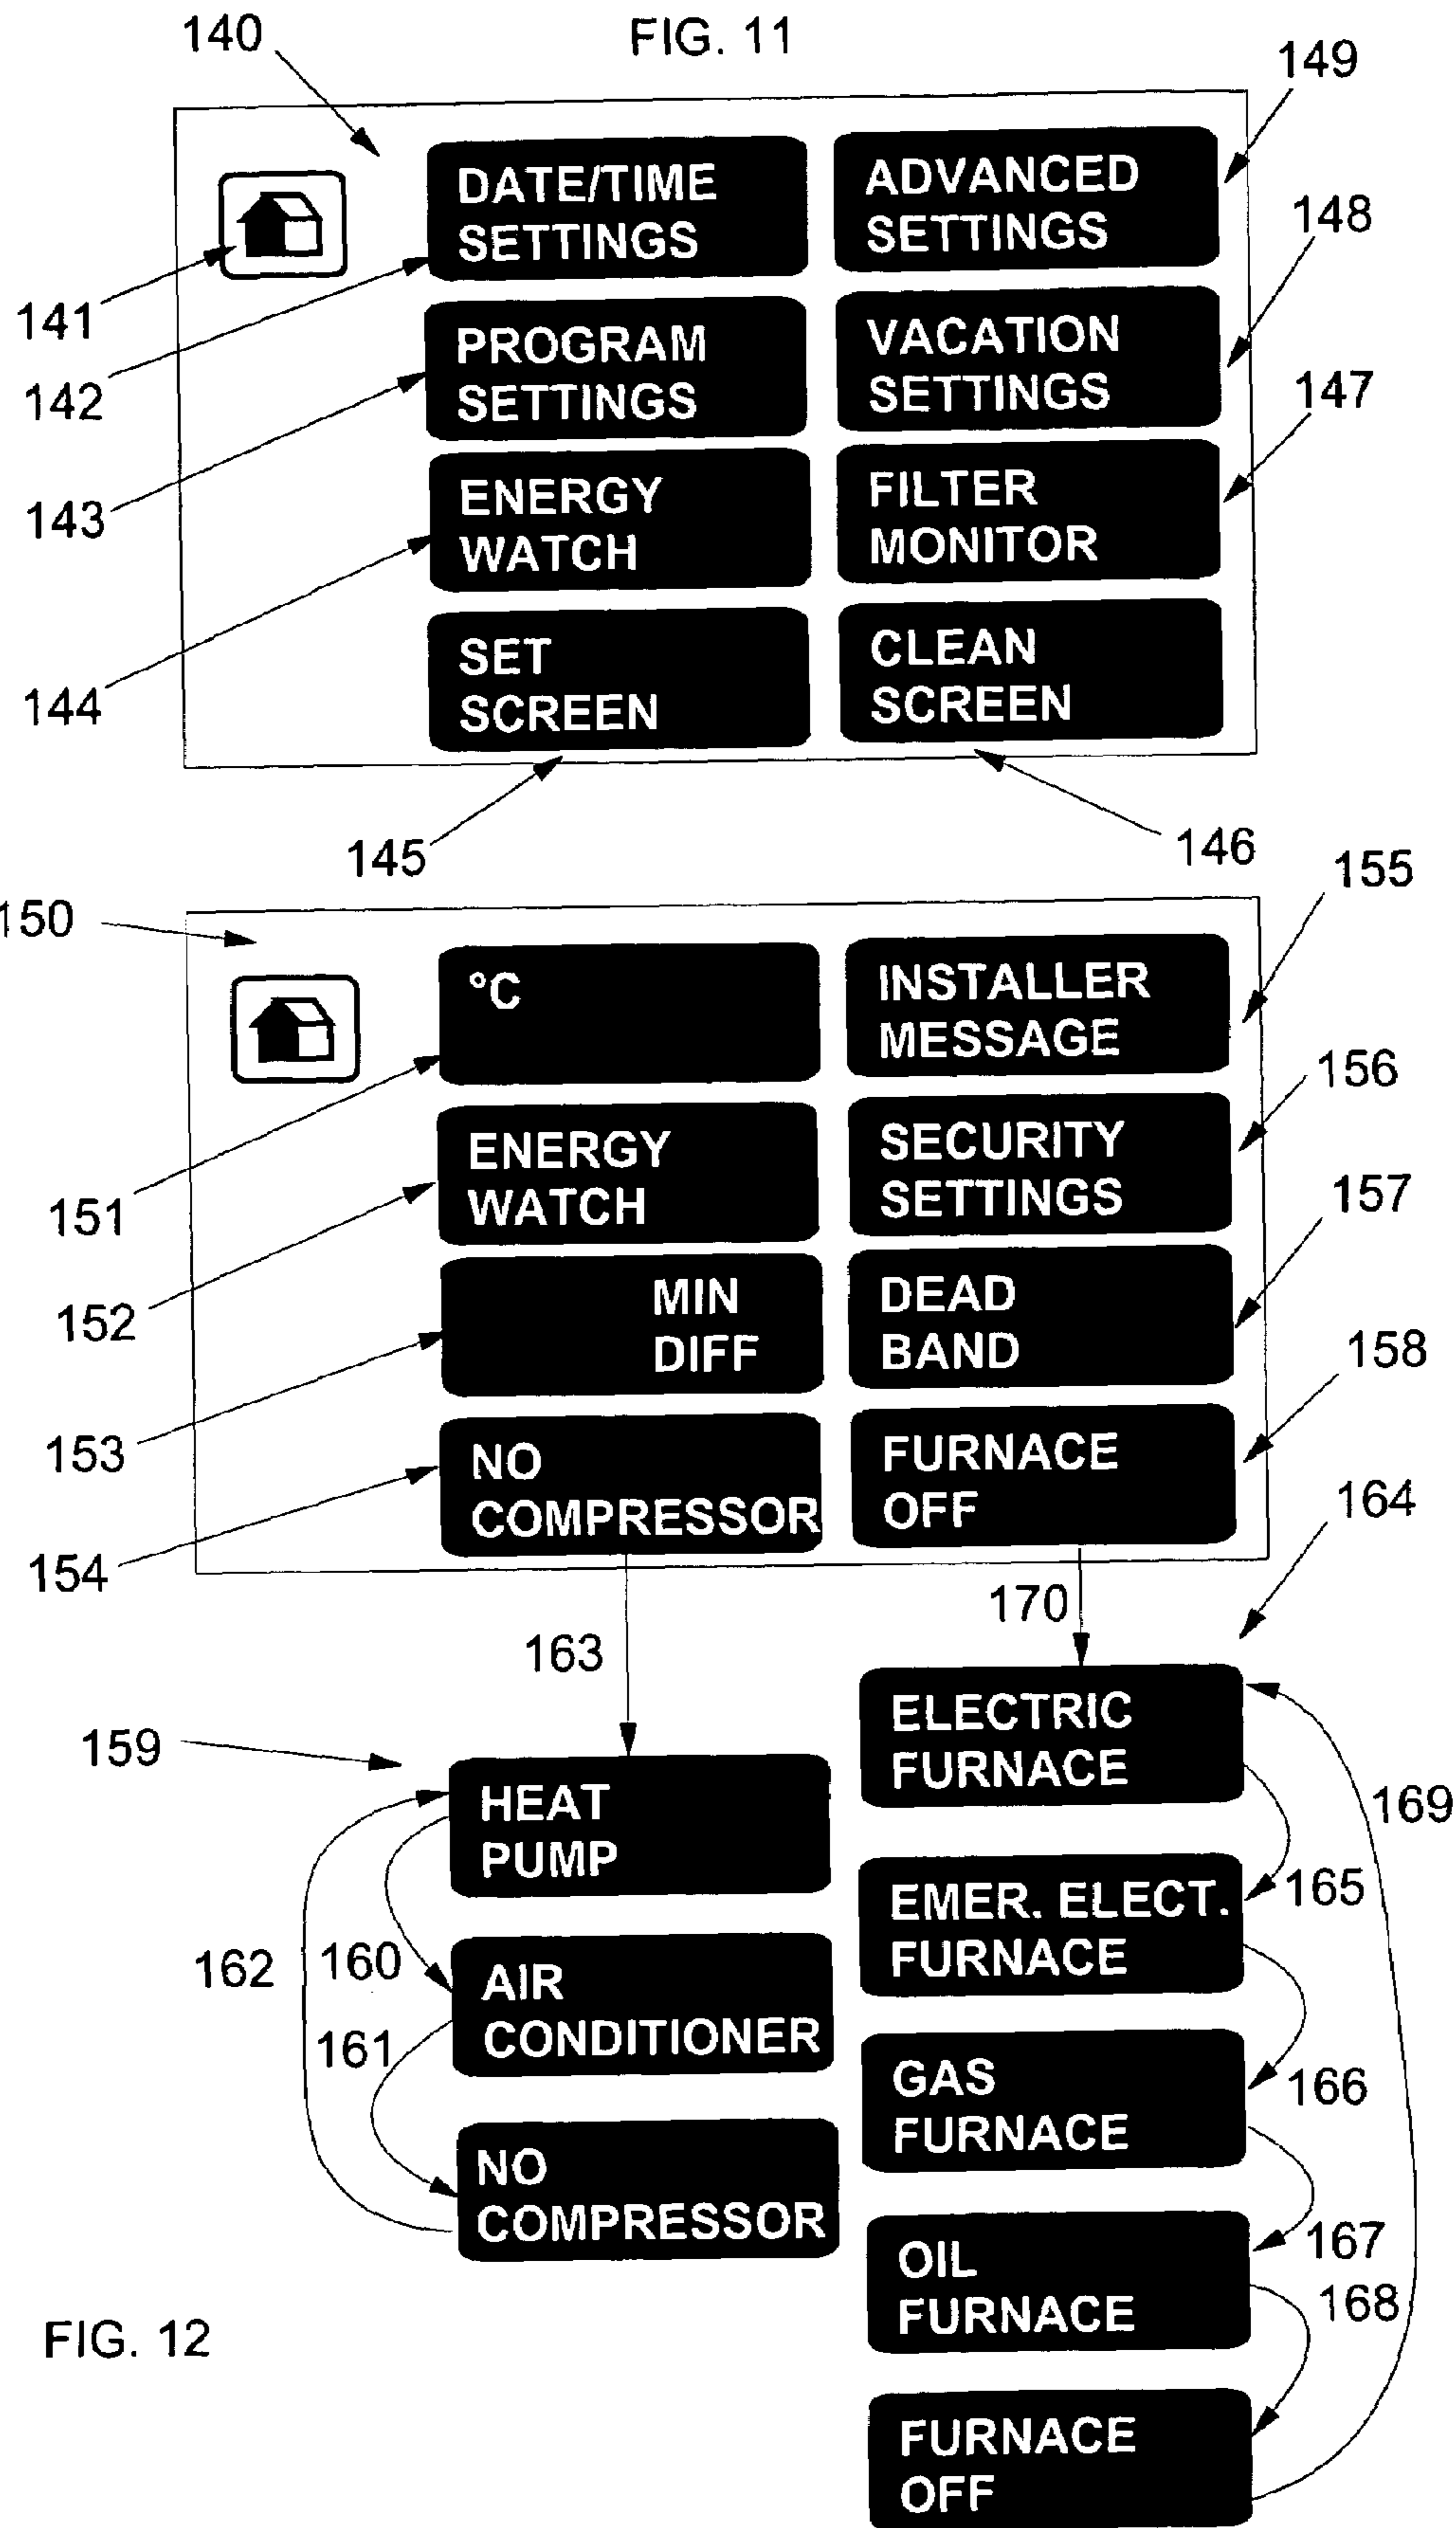 FIG. 11
140
149
DATE/TIME
SETTINGS
ADVANCED
SETTINGS
148
141
142
PROGRAM
SETTINGS
VACATION
SETTINGS
147
143
ENERGY
WATCH
FILTER
MONITOR
144
SET
SCREEN
CLEAN
SCREEN
145
146
155
150
°C
INSTALLER
MESSAGE
156
151
ENERGY
WATCH
SECURITY
SETTINGS
157
152
MIN
DIFF
DEAD
BAND
158
153
NO
COMPRESSOR
FURNACE
OFF
164
154
170
163
159
ELECTRIC
FURNACE
169
HEAT
PUMP
165
EMER. ELECT.
FURNACE
162
160
AIR
CONDITIONER
161
GAS
FURNACE
166
NO
COMPRESSOR
167
OIL
FURNACE
168
FIG. 12
FURNACE
OFF